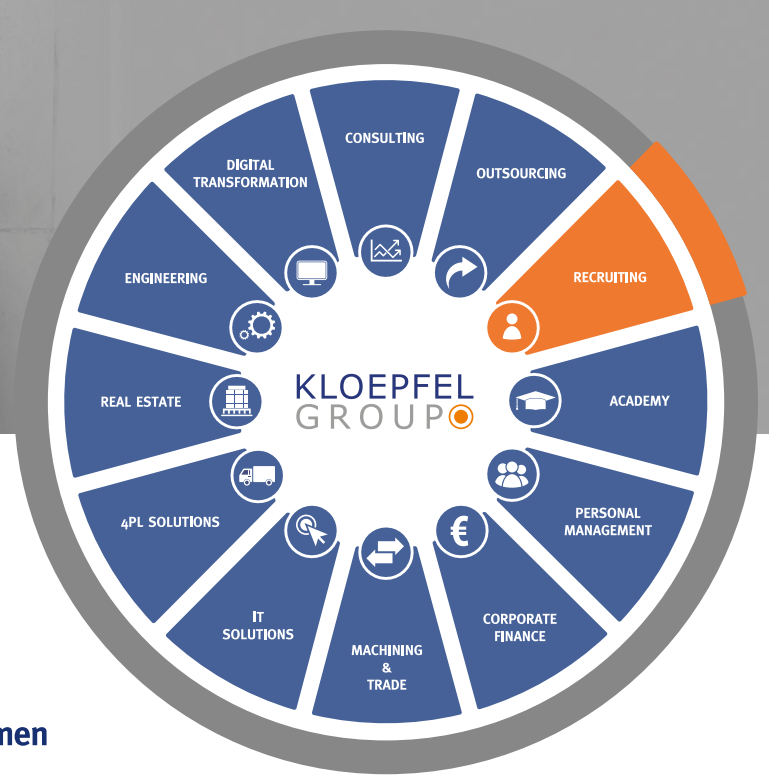 CONSULTING
OUTSOURCING
RECRUITING
ACADEMY
PERSONAL
MANAGEMENT
CORPORATE
FINANCE
MACHINING
&
TRADE
IT
SOLUTIONS
4PL SOLUTIONS
REAL ESTATE
ENGINEERING
DIGITAL
TRANSFORMATION
KLOEPFEL
GROUP
€
men